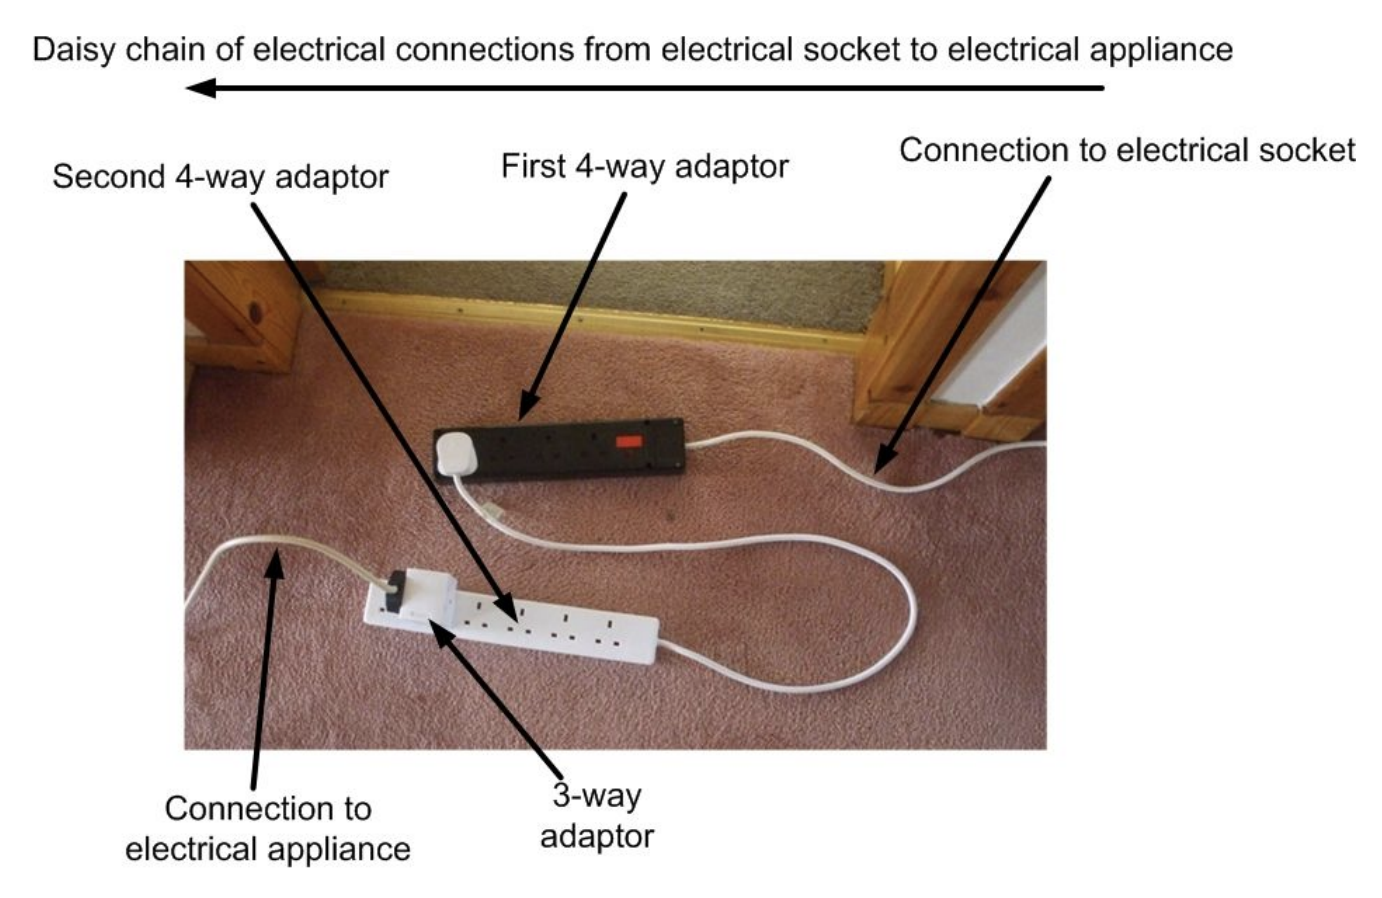 Daisy chain of electrical connections from electrical socket to electrical appliance
Second 4-way adaptor
First 4-way adaptor
Connection to electrical socket
Connection to
electrical appliance
3-way
adaptor